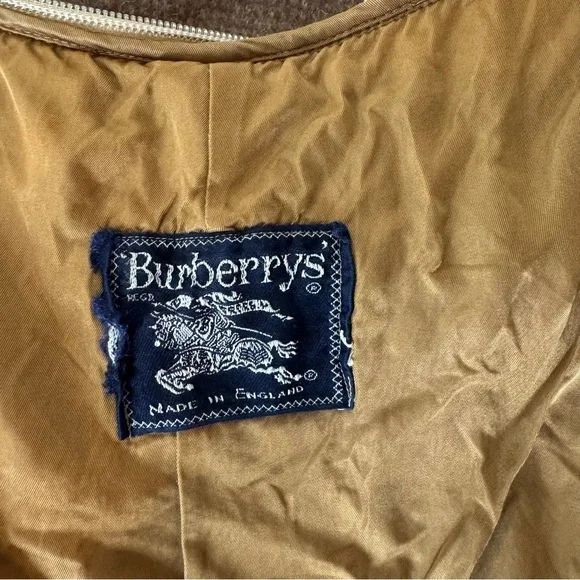 Burberrys'
REGD.
®
®
MADE IN ENGLAND